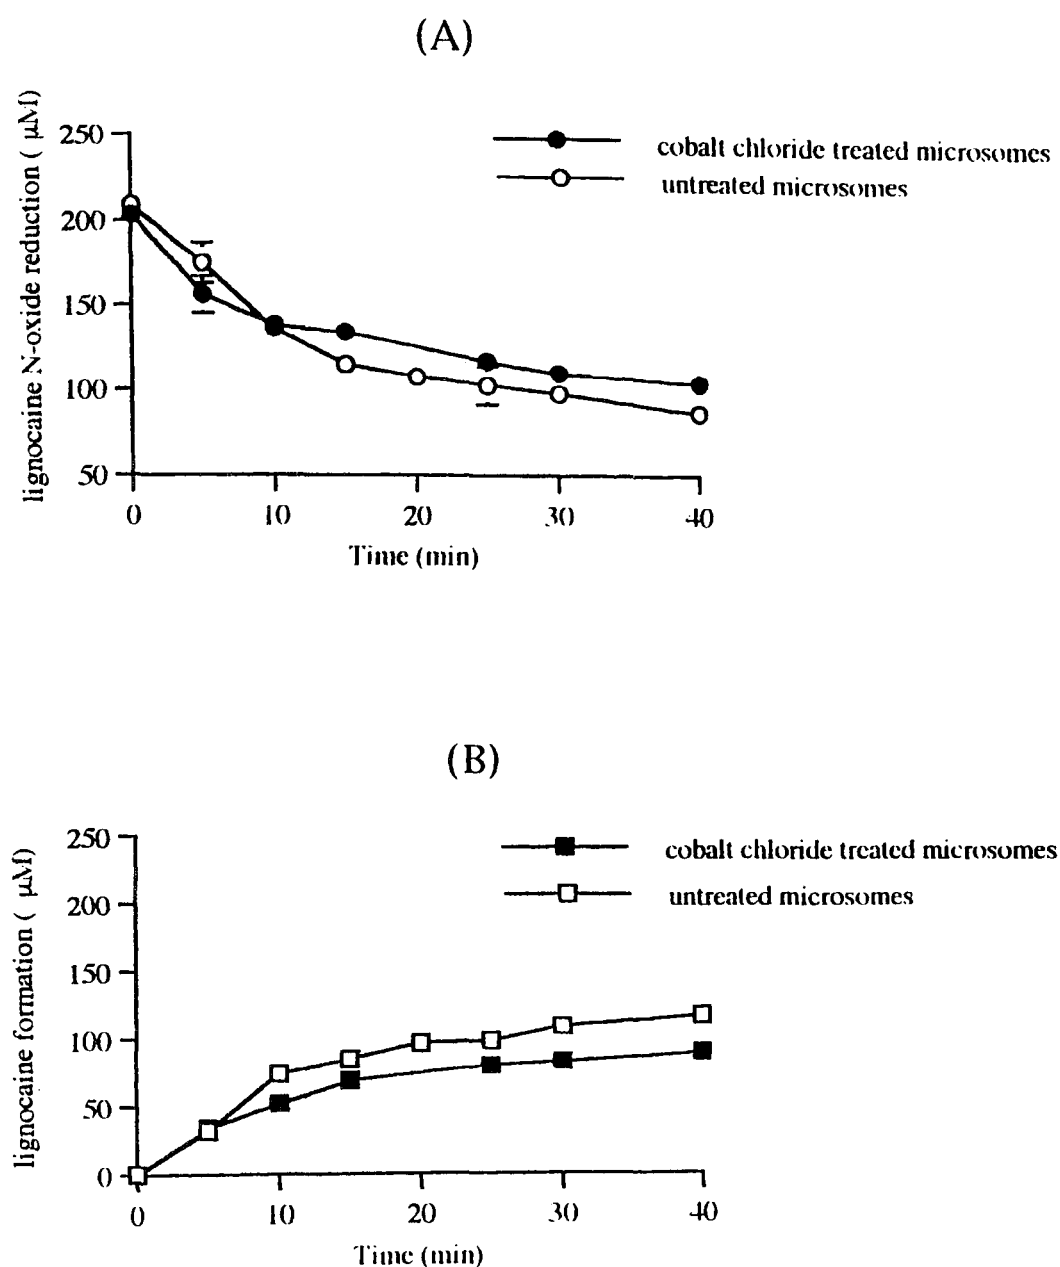 (A)
lignocaine N-oxide reduction ( µM)
250
200
150
100
50
cobalt chloride treated microsomes
untreated microsomes
0 10 20 30 40
Time (min)
(B)
lignocaine formation ( µM)
250
200
150
100
50
0
cobalt chloride treated microsomes
untreated microsomes
0 10 20 30 40
Time (min)